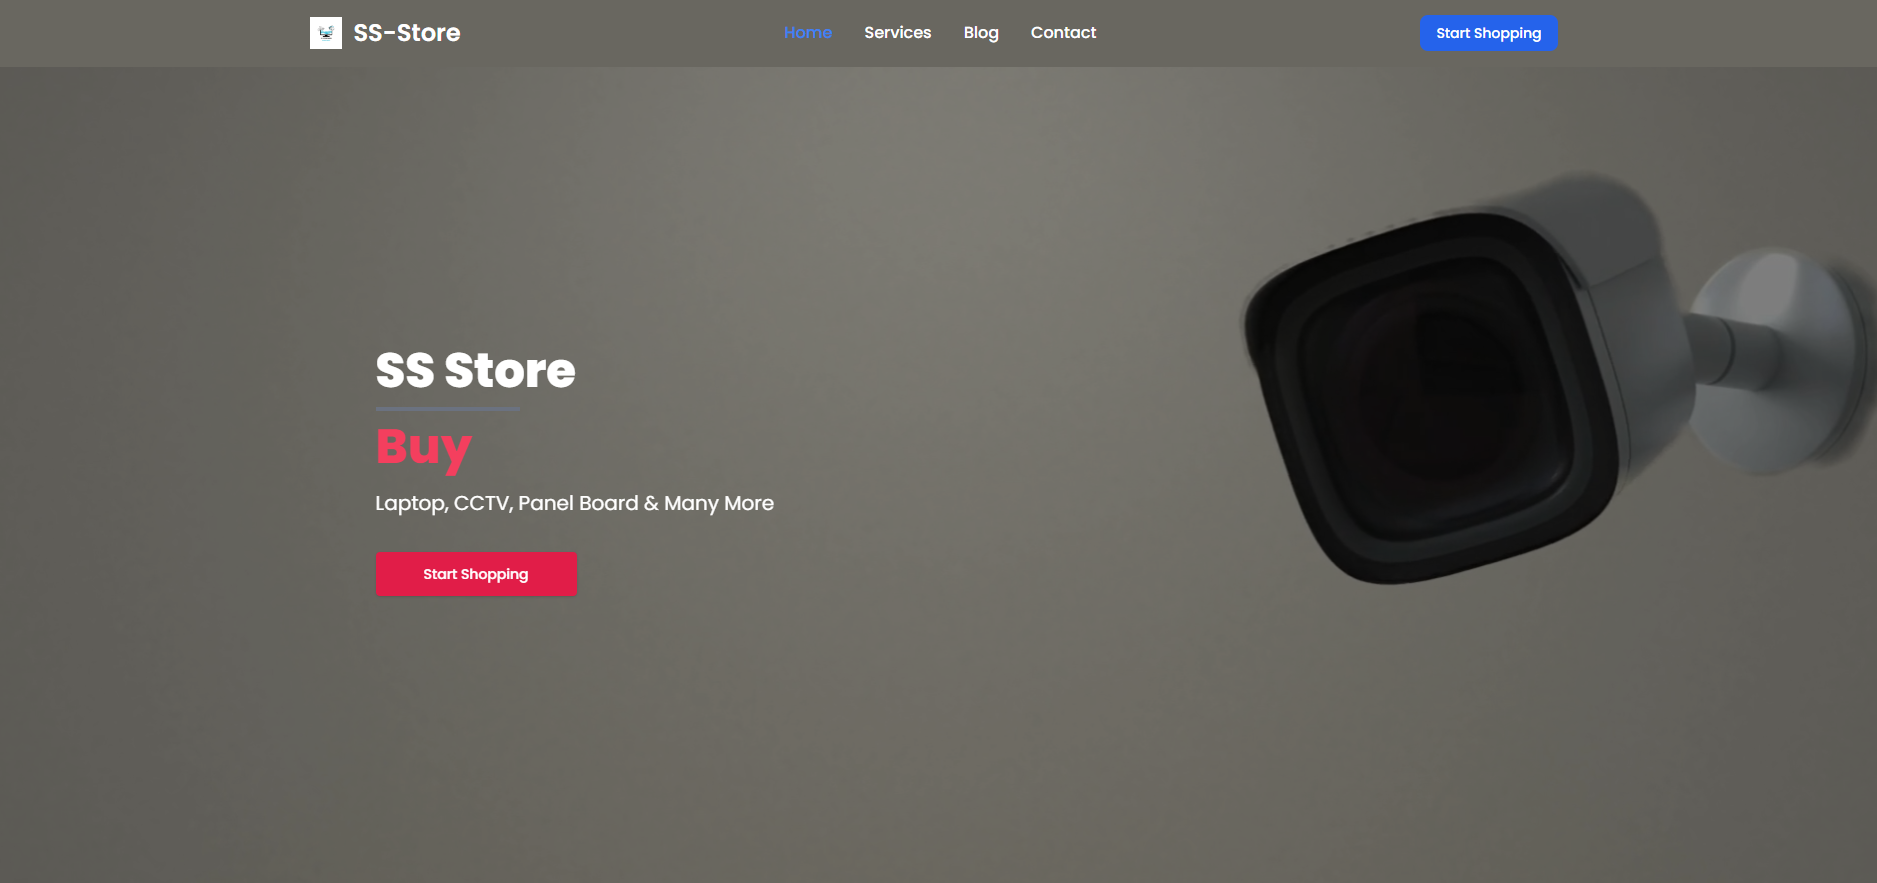 SS-Store
Home Services Blog Contact
Start Shopping
SS Store
Buy
Laptop, CCTV, Panel Board & Many More
Start Shopping